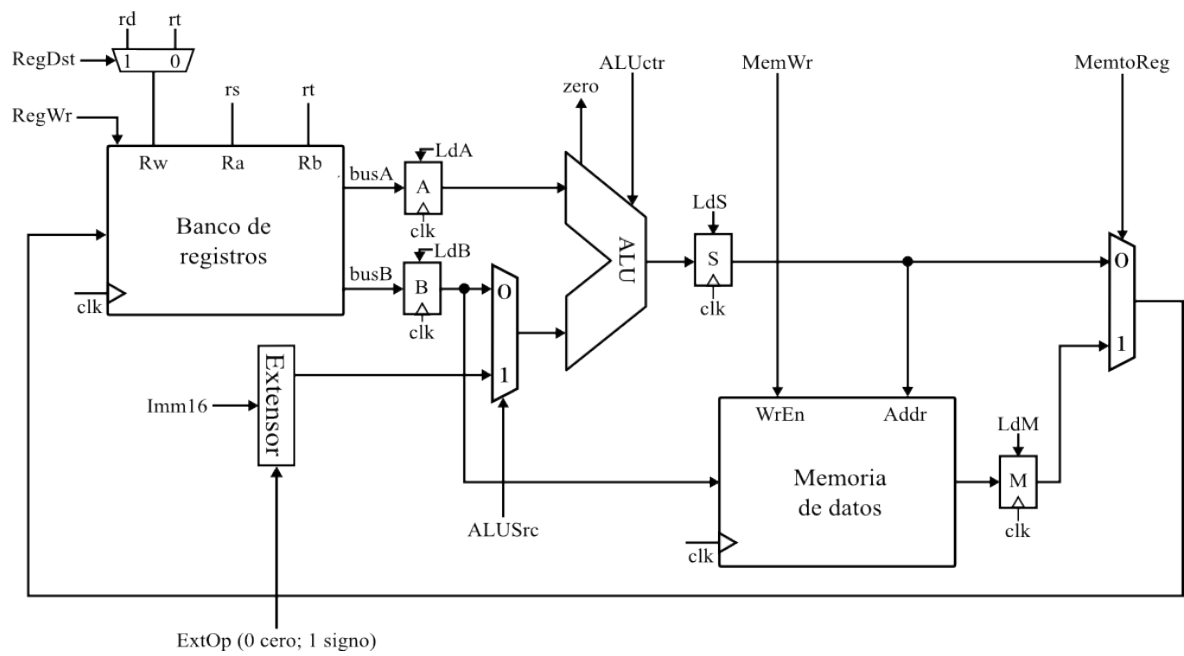 rd rt
RegDst
1 0
ALUctr
MemWr
MemtoReg
zero
rs rt
RegWr
Rw Ra Rb
busA
LdA
A
clk
Banco de
registros
busB
LdB
B
clk
clk
0
1
ALU
LdS
S
clk
0
1
Extensor
Imm16
WrEn Addr
Memoria
de datos
clk
LdM
M
clk
ALUSrc
ExtOp (0 cero; 1 signo)